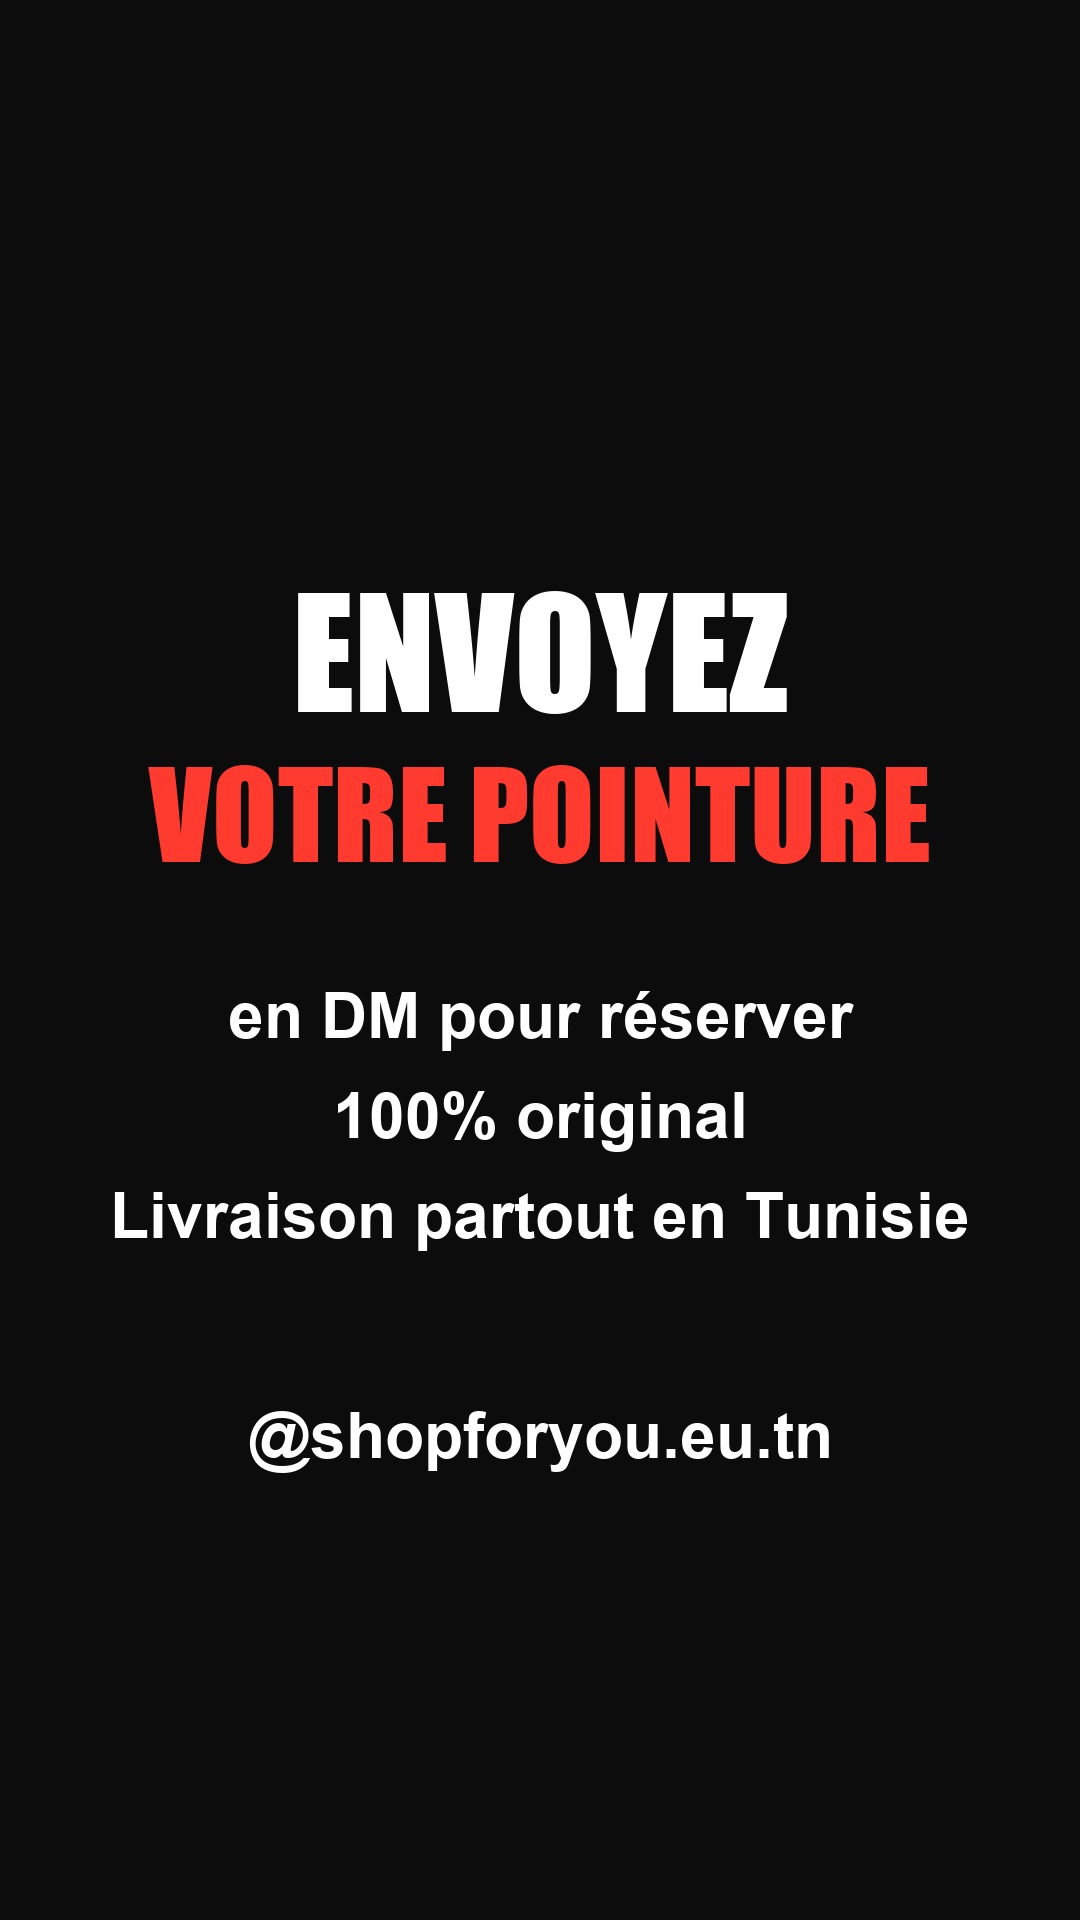 ENVOYEZ
VOTRE POINTURE
en DM pour réserver
100% original
Livraison partout en Tunisie
@shopforyou.eu.tn